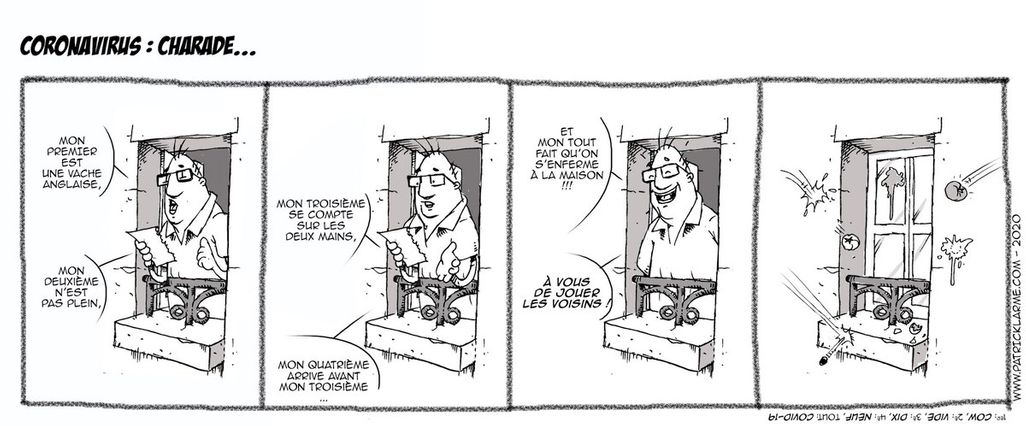 CORONAVIRUS : CHARADE...
MON
PREMIER
EST
UNE VACHE
ANGLAISE,
MON
DEUXIÈME
N'EST
PAS PLEIN,
MON TROISIÈME
SE COMPTE
SUR LES
DEUX MAINS,
MON QUATRIÈME
ARRIVE AVANT
MON TROISIÈME
...
ET
MON TOUT
FAIT QU'ON
S'ENFERME
À LA MAISON
!!!
À VOUS
DE JOUER
LES VOISINS !
WWW.PATRICKLARME.COM - 2020
1ER: COW, 2E: VIDE, 3E: DIX, 4E: NEUF, TOUT: COVID-19